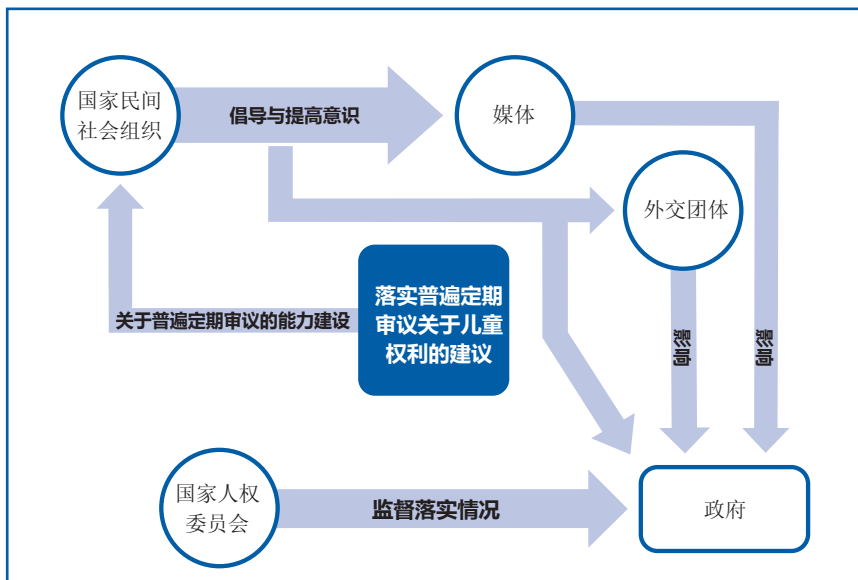 国家民间
社会组织
倡导与提高意识
媒体
外交团体
落实普遍定期
审议关于儿童
权利的建议
关于普遍定期审议的能力建设
影响
影响
国家人权
委员会
监督落实情况
政府